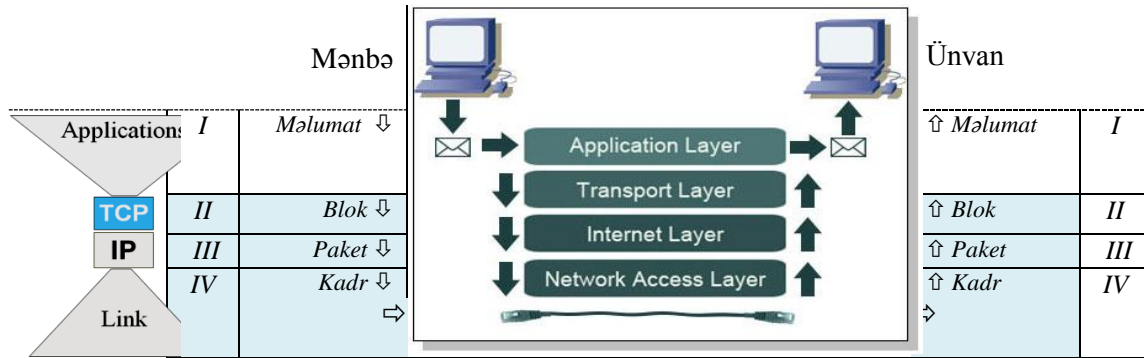 Mənbə
Ünvan
Applications I Məlumat ⇩ Application Layer ⇧ Məlumat I
Transport Layer
TCP II Blok ⇩ ⇧ Blok II
Internet Layer
IP III Paket ⇩ ⇧ Paket III
IV Kadr ⇩ Network Access Layer ⇧ Kadr IV
Link ⇨ ⇨